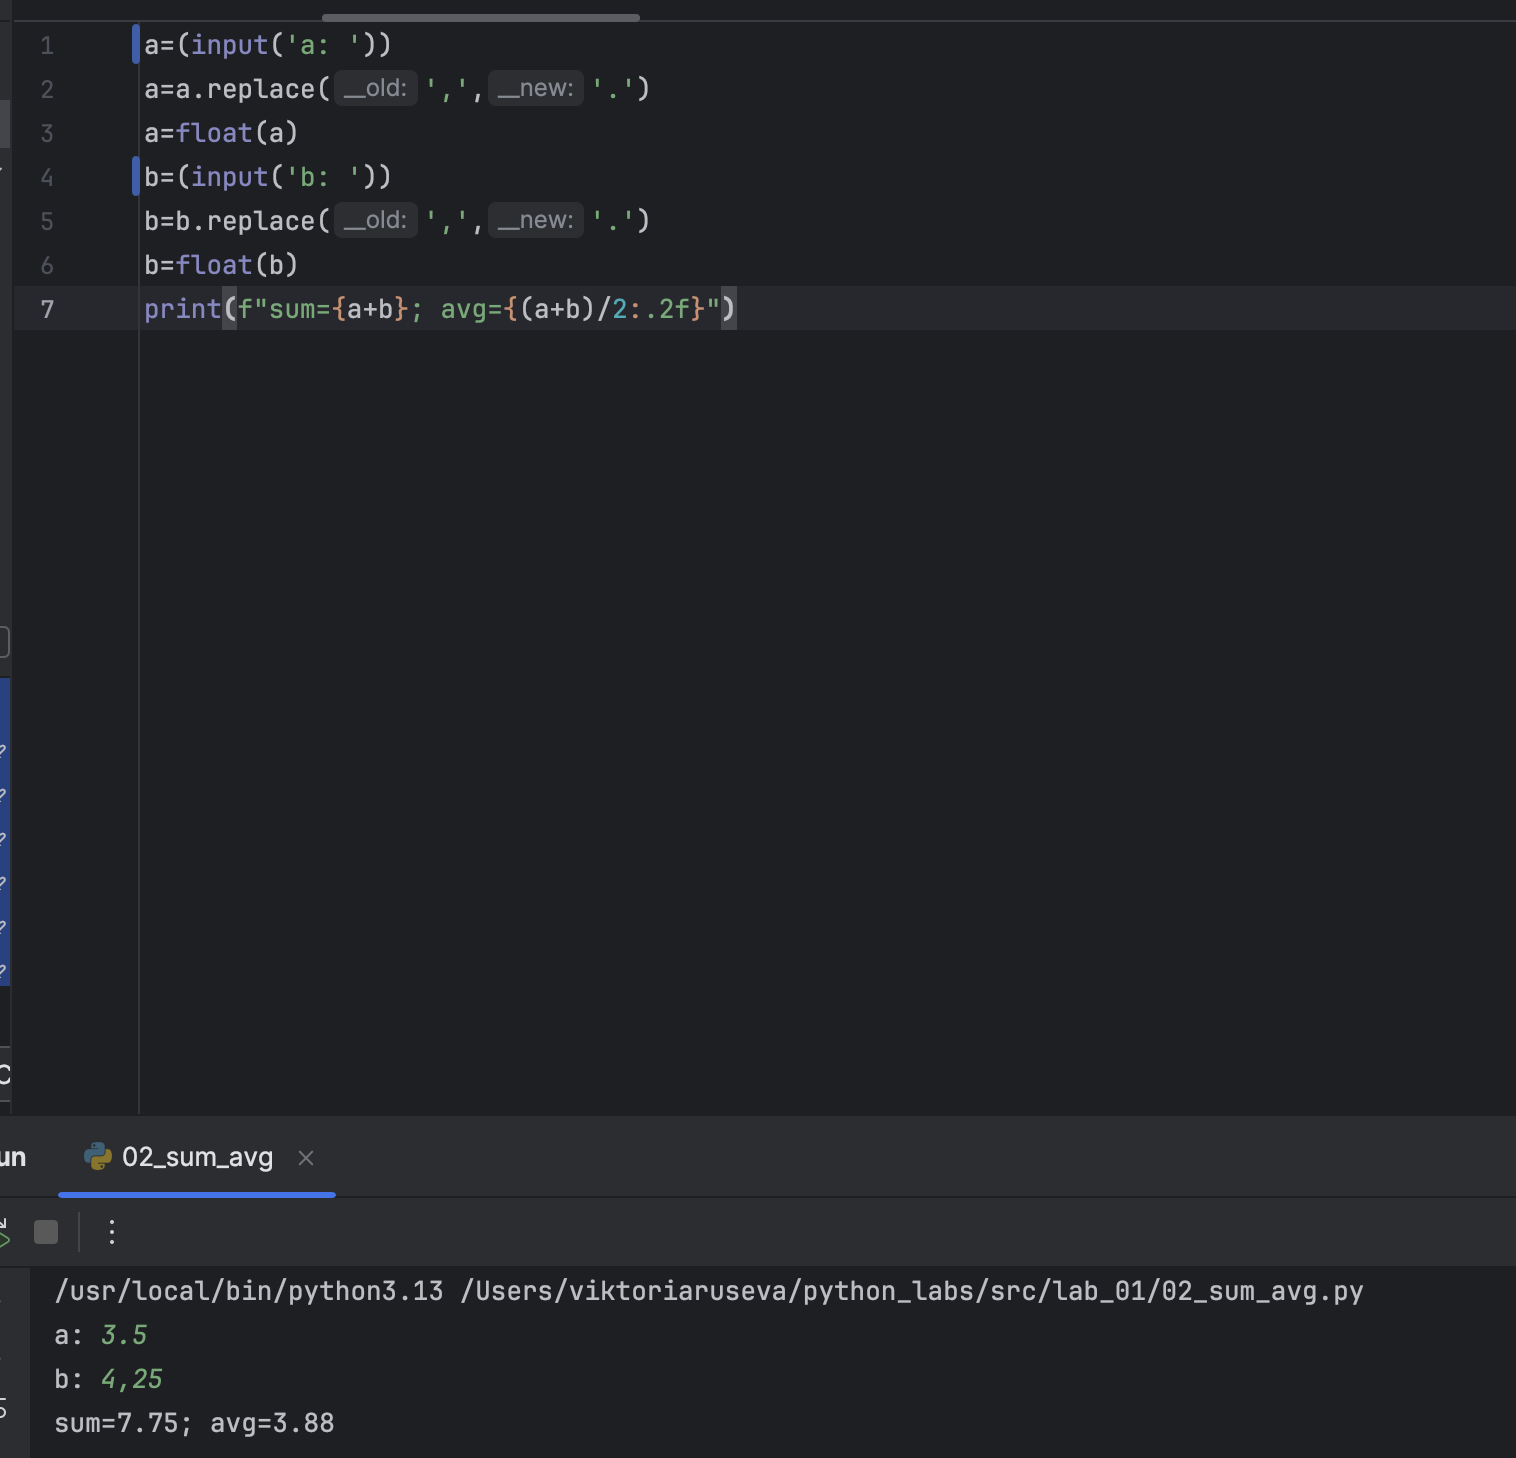 1 a=(input('a: '))
2 a=a.replace(__old: ',',__new: '.')
3 a=float(a)
4 b=(input('b: '))
5 b=b.replace(__old: ',',__new: '.')
6 b=float(b)
7 print(f"sum={a+b}; avg={(a+b)/2:.2f}")
un 02_sum_avg
/usr/local/bin/python3.13 /Users/viktoriaruseva/python_labs/src/lab_01/02_sum_avg.py
a: 3.5
b: 4,25
sum=7.75; avg=3.88